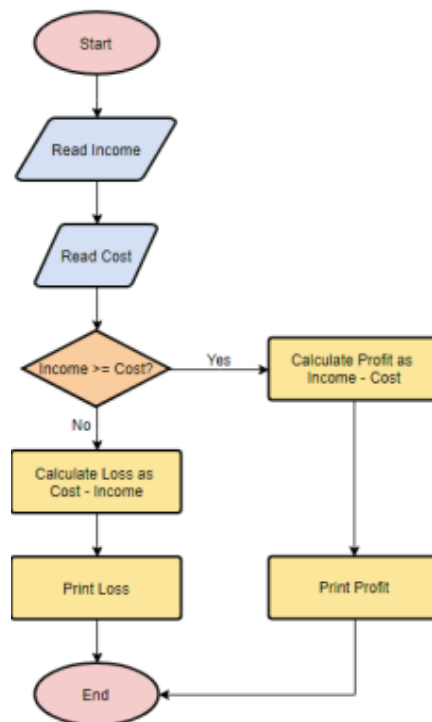 Start
Read Income
Read Cost
Income >= Cost?
Yes
Calculate Profit as
Income - Cost
No
Calculate Loss as
Cost - Income
Print Loss
Print Profit
End